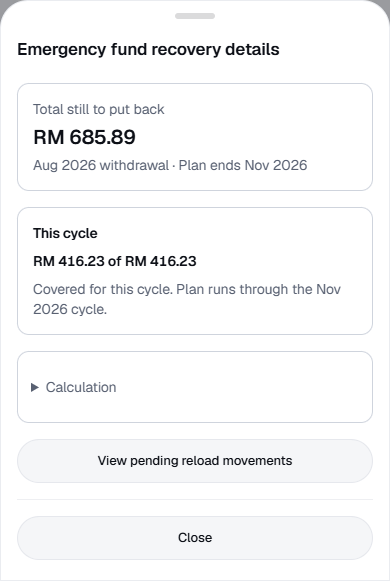 Emergency fund recovery details
Total still to put back
RM 685.89
Aug 2026 withdrawal · Plan ends Nov 2026
This cycle
RM 416.23 of RM 416.23
Covered for this cycle. Plan runs through the Nov
2026 cycle.
Calculation
View pending reload movements
Close